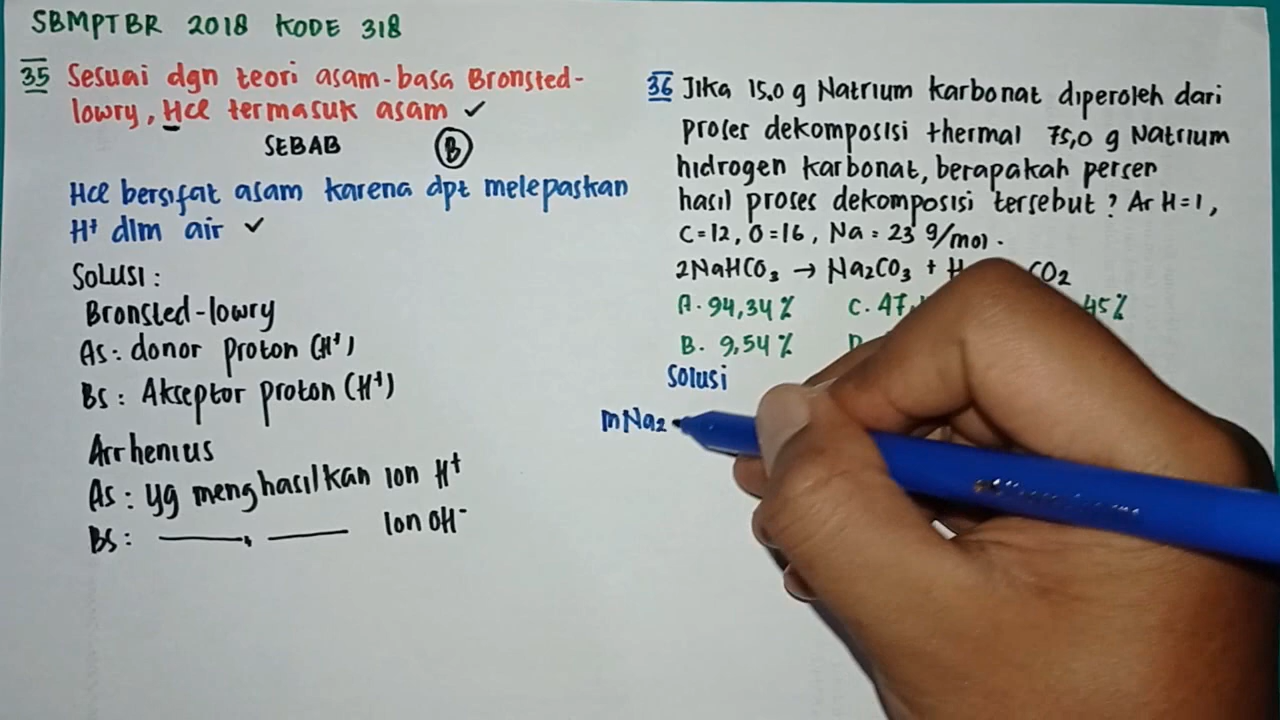 SBMPTBR 2018 KODE 318
35 Sesuai dgn teori asam-basa Bronsted-
lowry, Hcl termasuk asam ✓
SEBAB B
Hcl bersifat asam karena dpt melepaskan
H⁺ dlm air ✓
SOLUSI:
Bronsted-lowry
As: donor proton (H⁺)
Bs: Akseptor proton (H⁺)
Arrhenius
As: yg menghasilkan Ion H⁺
Bs: —— " —— Ion OH⁻
36 Jika 15.0 g Natrium karbonat diperoleh dari
proses dekomposisi thermal 75,0 g Natrium
hidrogen karbonat, berapakah persen
hasil proses dekomposisi tersebut? Ar H=1,
C=12, O=16, Na = 23 g/mol.
2NaHCO₃ → Na₂CO₃ + H CO₂
A. 94,34% C. 47, 45%
B. 9,54% D.
Solusi
mNa₂